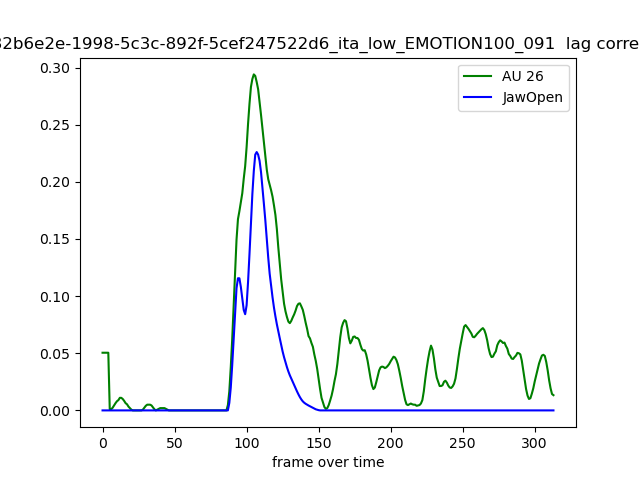 32b6e2e-1998-5c3c-892f-5cef247522d6_ita_low_EMOTION100_091 lag corre
AU 26
JawOpen
0.30
0.25
0.20
0.15
0.10
0.05
0.00
0 50 100 150 200 250 300
frame over time